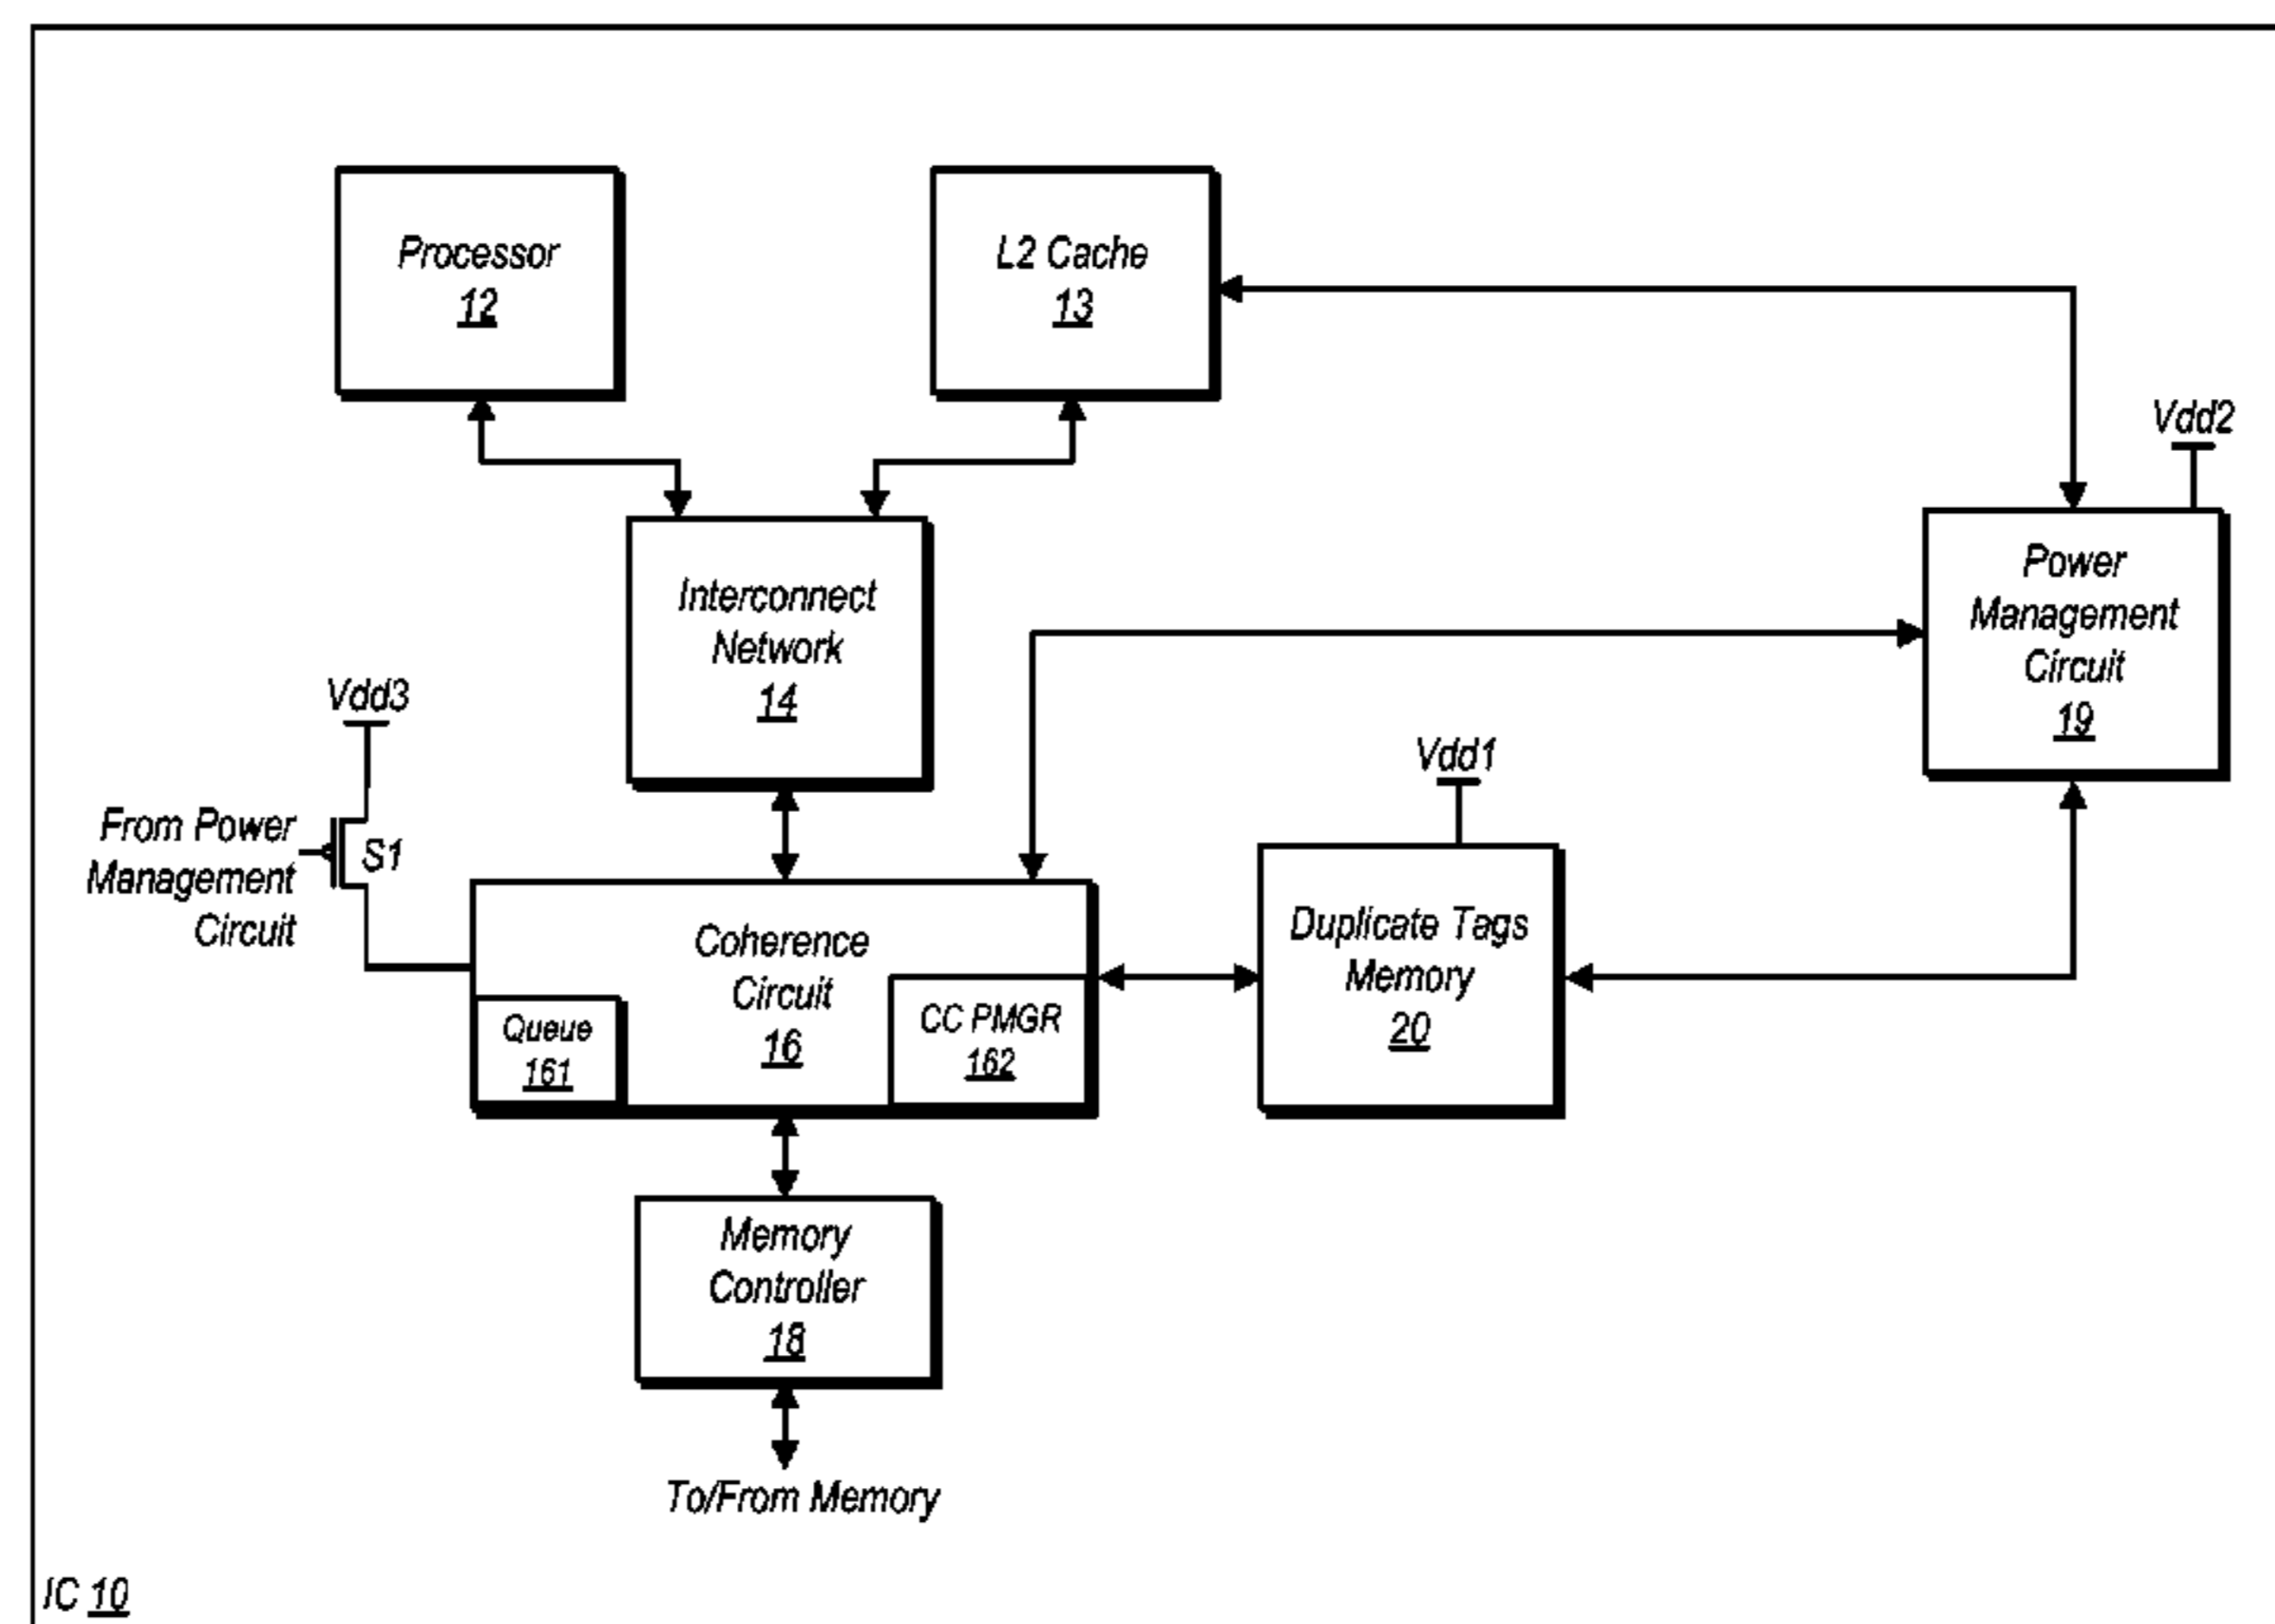 Processor
12
L2 Cache
13
Vdd2
Interconnect
Network
14
Power
Management
Circuit
19
Vdd3
Vdd1
From Power
Management
Circuit
S1
Coherence
Circuit
16
Queue
161
CC PMGR
162
Duplicate Tags
Memory
20
Memory
Controller
18
To/From Memory
IC 10